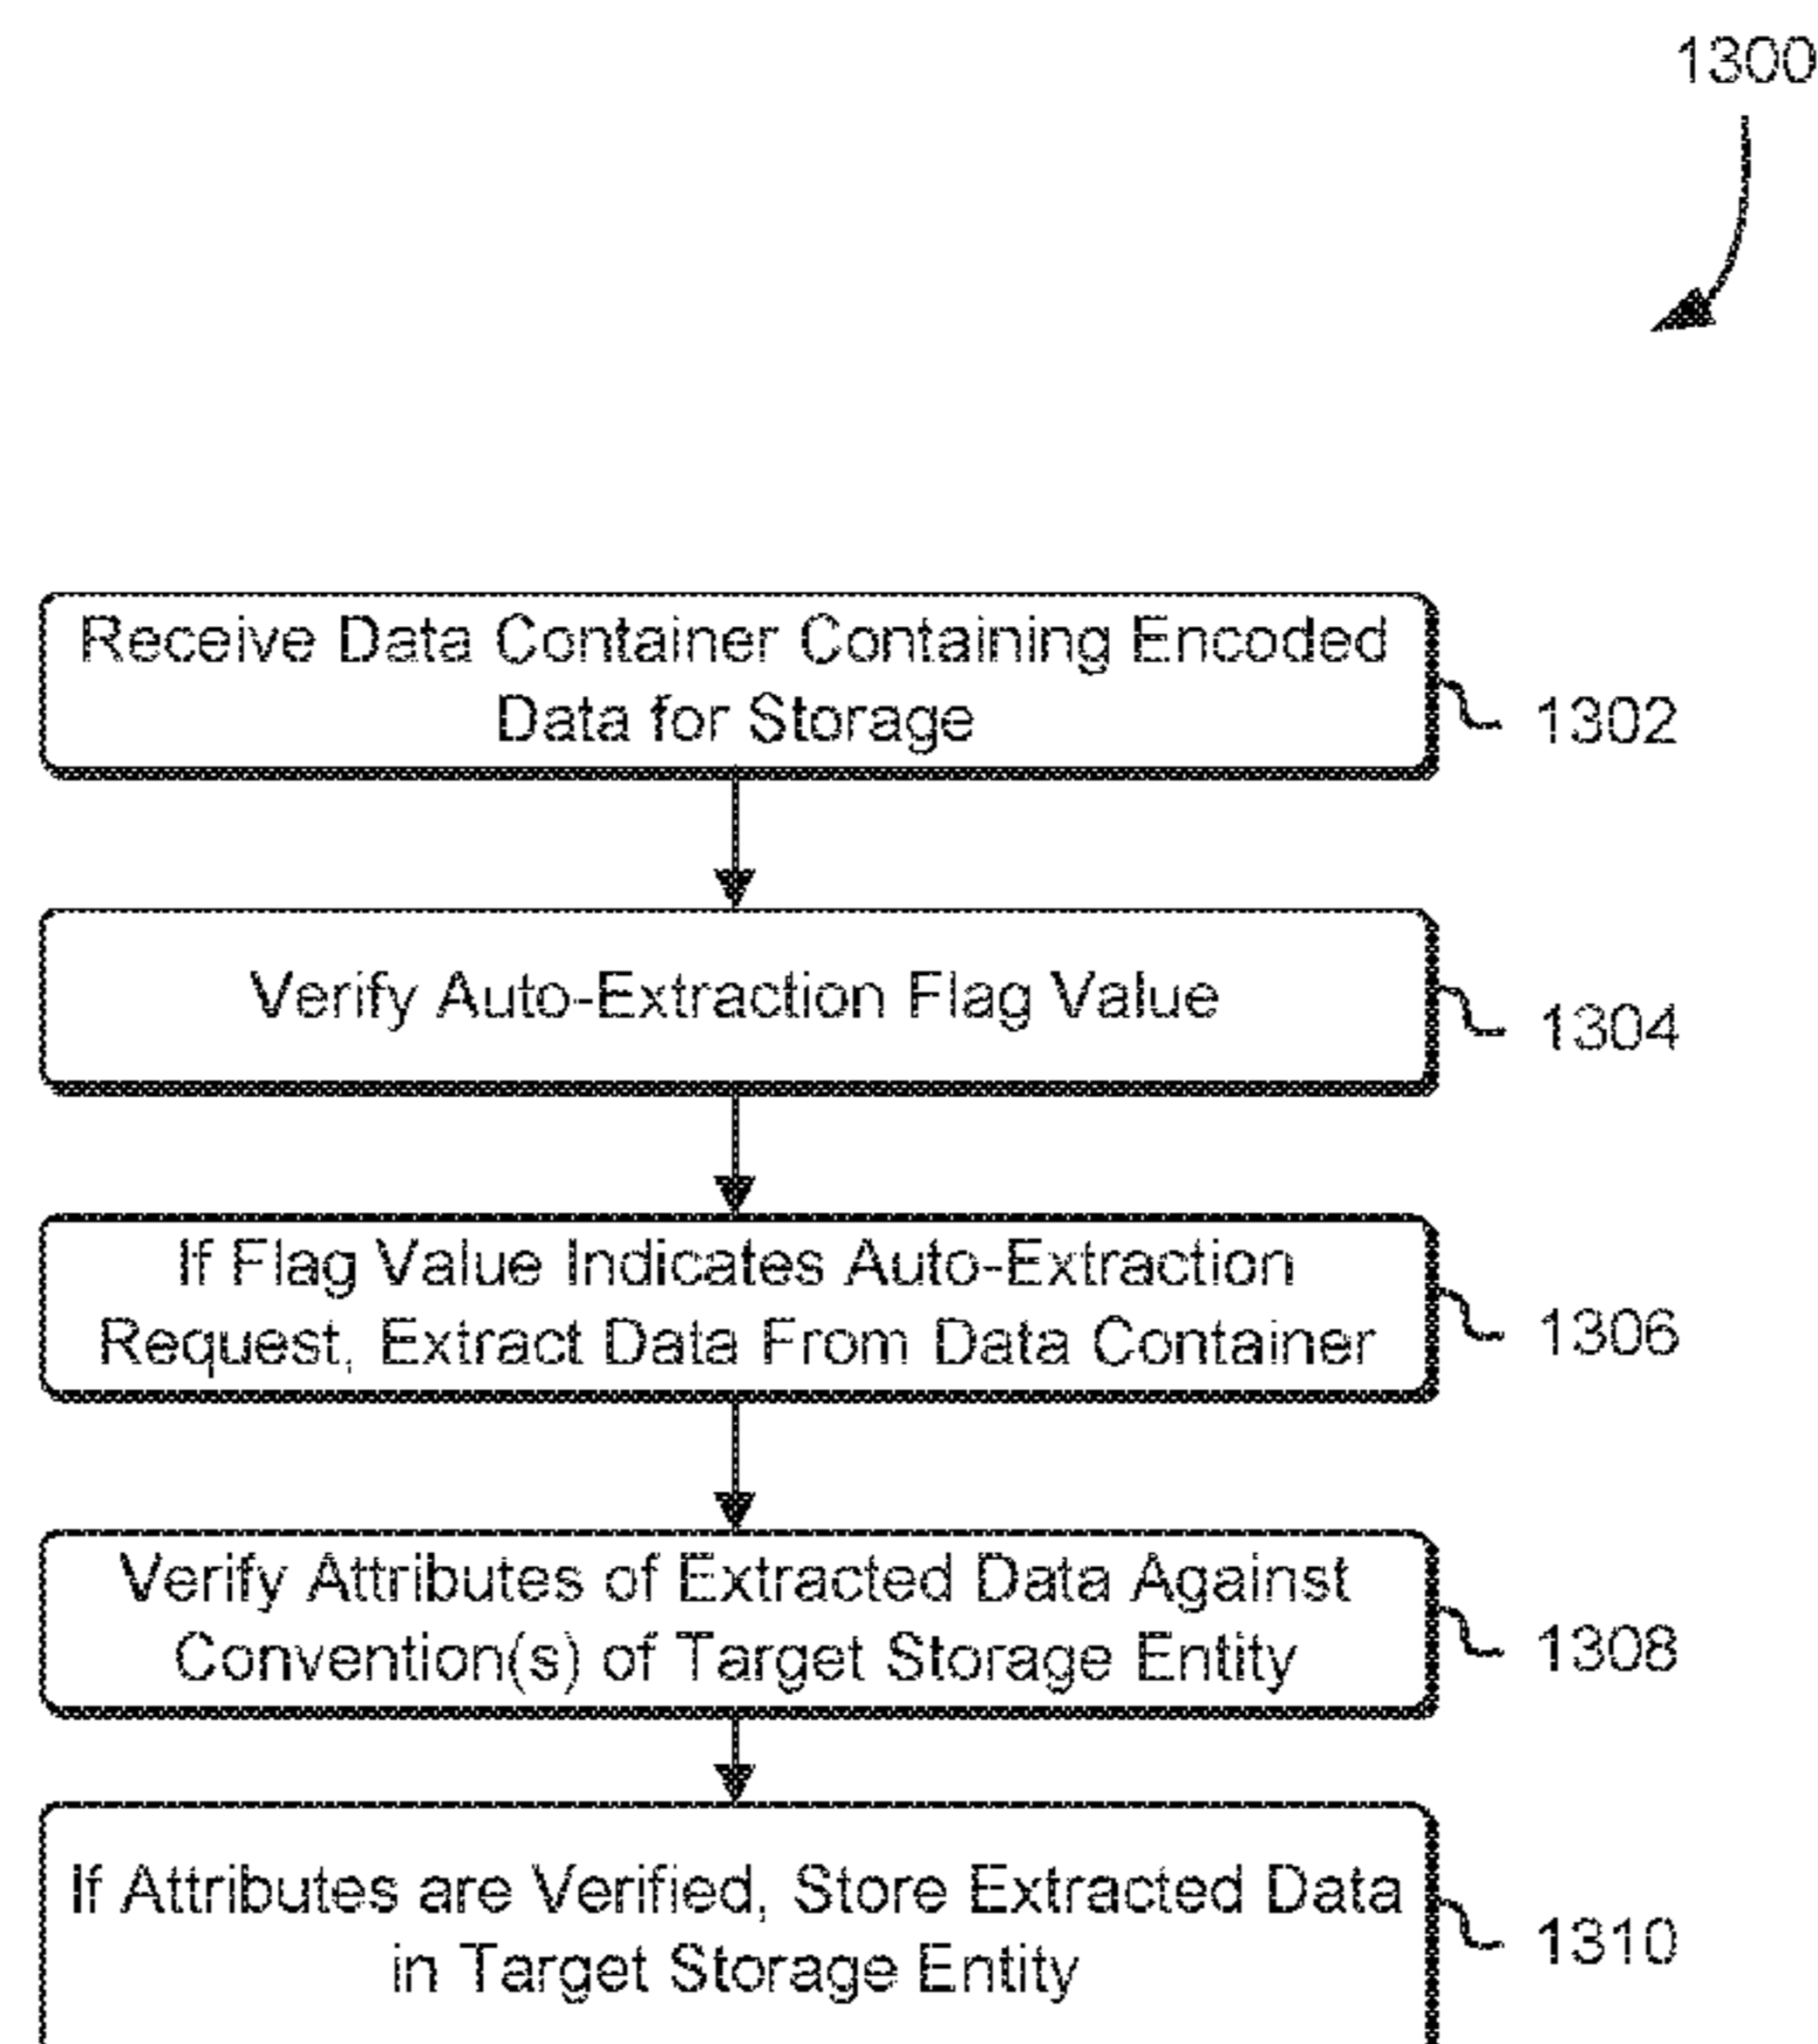 1300
Receive Data Container Containing Encoded
Data for Storage
1302
Verify Auto-Extraction Flag Value
1304
If Flag Value Indicates Auto-Extraction
Request, Extract Data From Data Container
1306
Verify Attributes of Extracted Data Against
Convention(s) of Target Storage Entity
1308
If Attributes are Verified, Store Extracted Data
in Target Storage Entity
1310